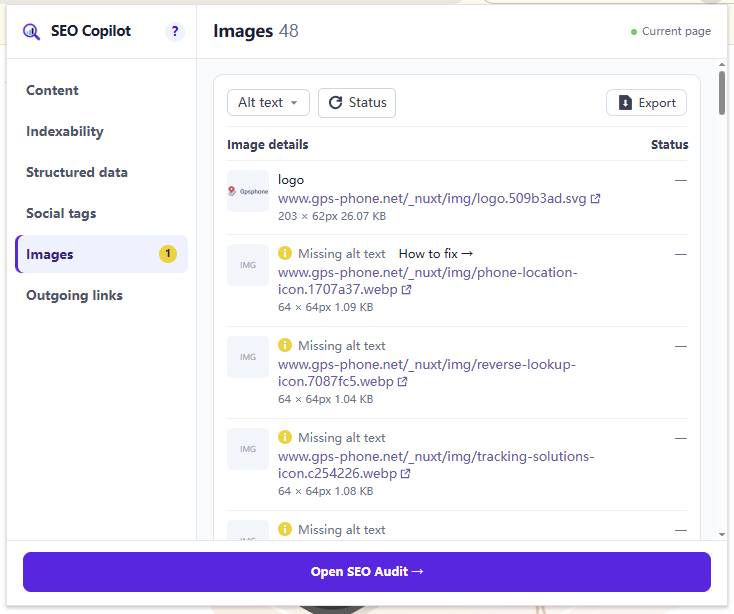 SEO Copilot
?
Images 48
Current page
Content
Indexability
Structured data
Social tags
Images
1
Outgoing links
Alt text
Status
Export
Image details
Status
Gpsphone
logo
www.gps-phone.net/_nuxt/img/logo.509b3ad.svg
203 × 62px 26.07 KB
—
IMG
Missing alt text How to fix →
www.gps-phone.net/_nuxt/img/phone-location-
icon.1707a37.webp
64 × 64px 1.09 KB
—
IMG
Missing alt text
www.gps-phone.net/_nuxt/img/reverse-lookup-
icon.7087fc5.webp
64 × 64px 1.04 KB
—
IMG
Missing alt text
www.gps-phone.net/_nuxt/img/tracking-solutions-
icon.c254226.webp
64 × 64px 1.08 KB
—
IMG
Missing alt text
—
Open SEO Audit →